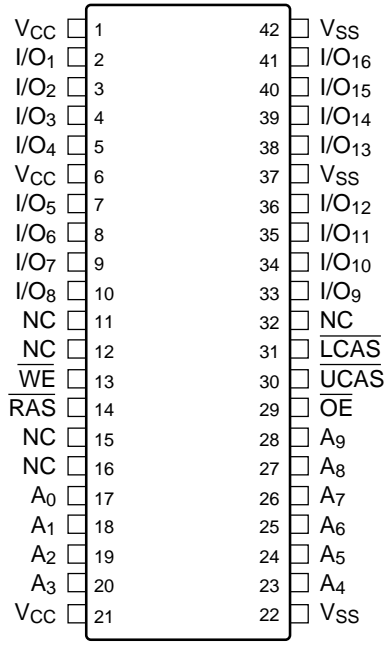 VCC 1 42 VSS
I/O1 2 41 I/O16
I/O2 3 40 I/O15
I/O3 4 39 I/O14
I/O4 5 38 I/O13
VCC 6 37 VSS
I/O5 7 36 I/O12
I/O6 8 35 I/O11
I/O7 9 34 I/O10
I/O8 10 33 I/O9
NC 11 32 NC
NC 12 31 LCAS
WE 13 30 UCAS
RAS 14 29 OE
NC 15 28 A9
NC 16 27 A8
A0 17 26 A7
A1 18 25 A6
A2 19 24 A5
A3 20 23 A4
VCC 21 22 VSS